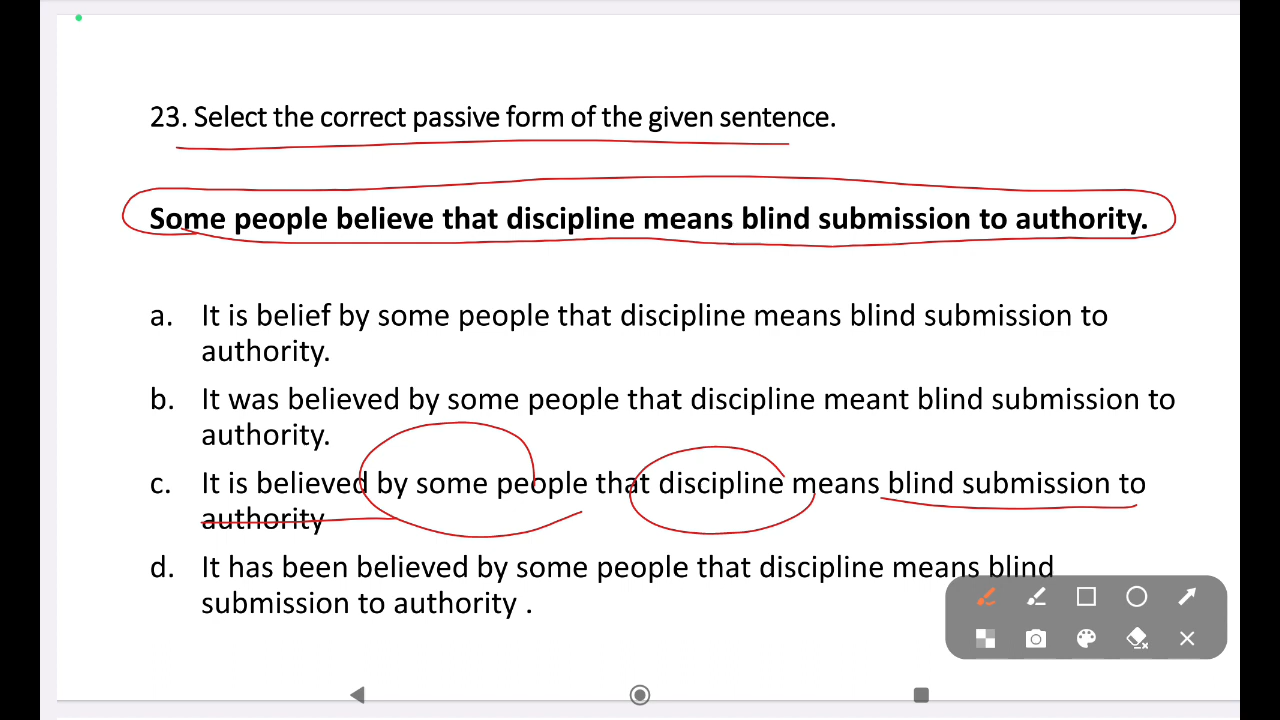 23. Select the correct passive form of the given sentence.
Some people believe that discipline means blind submission to authority.
a. It is belief by some people that discipline means blind submission to
authority.
b. It was believed by some people that discipline meant blind submission to
authority.
c. It is believed by some people that discipline means blind submission to
authority
d. It has been believed by some people that discipline means blind
submission to authority .